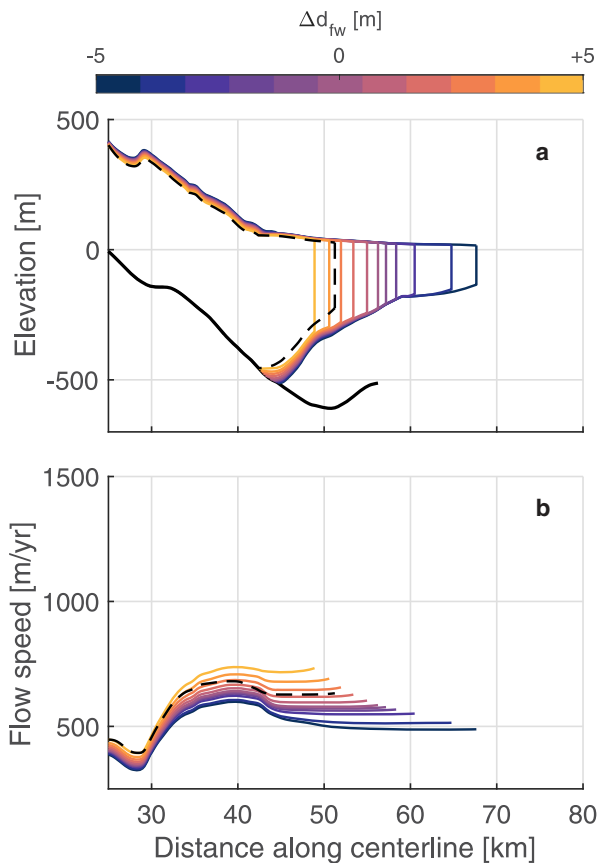 Δd_fw [m]
-5 0 +5
a
Elevation [m]
500
0
-500
b
Flow speed [m/yr]
1500
1000
500
30 40 50 60 70 80
Distance along centerline [km]